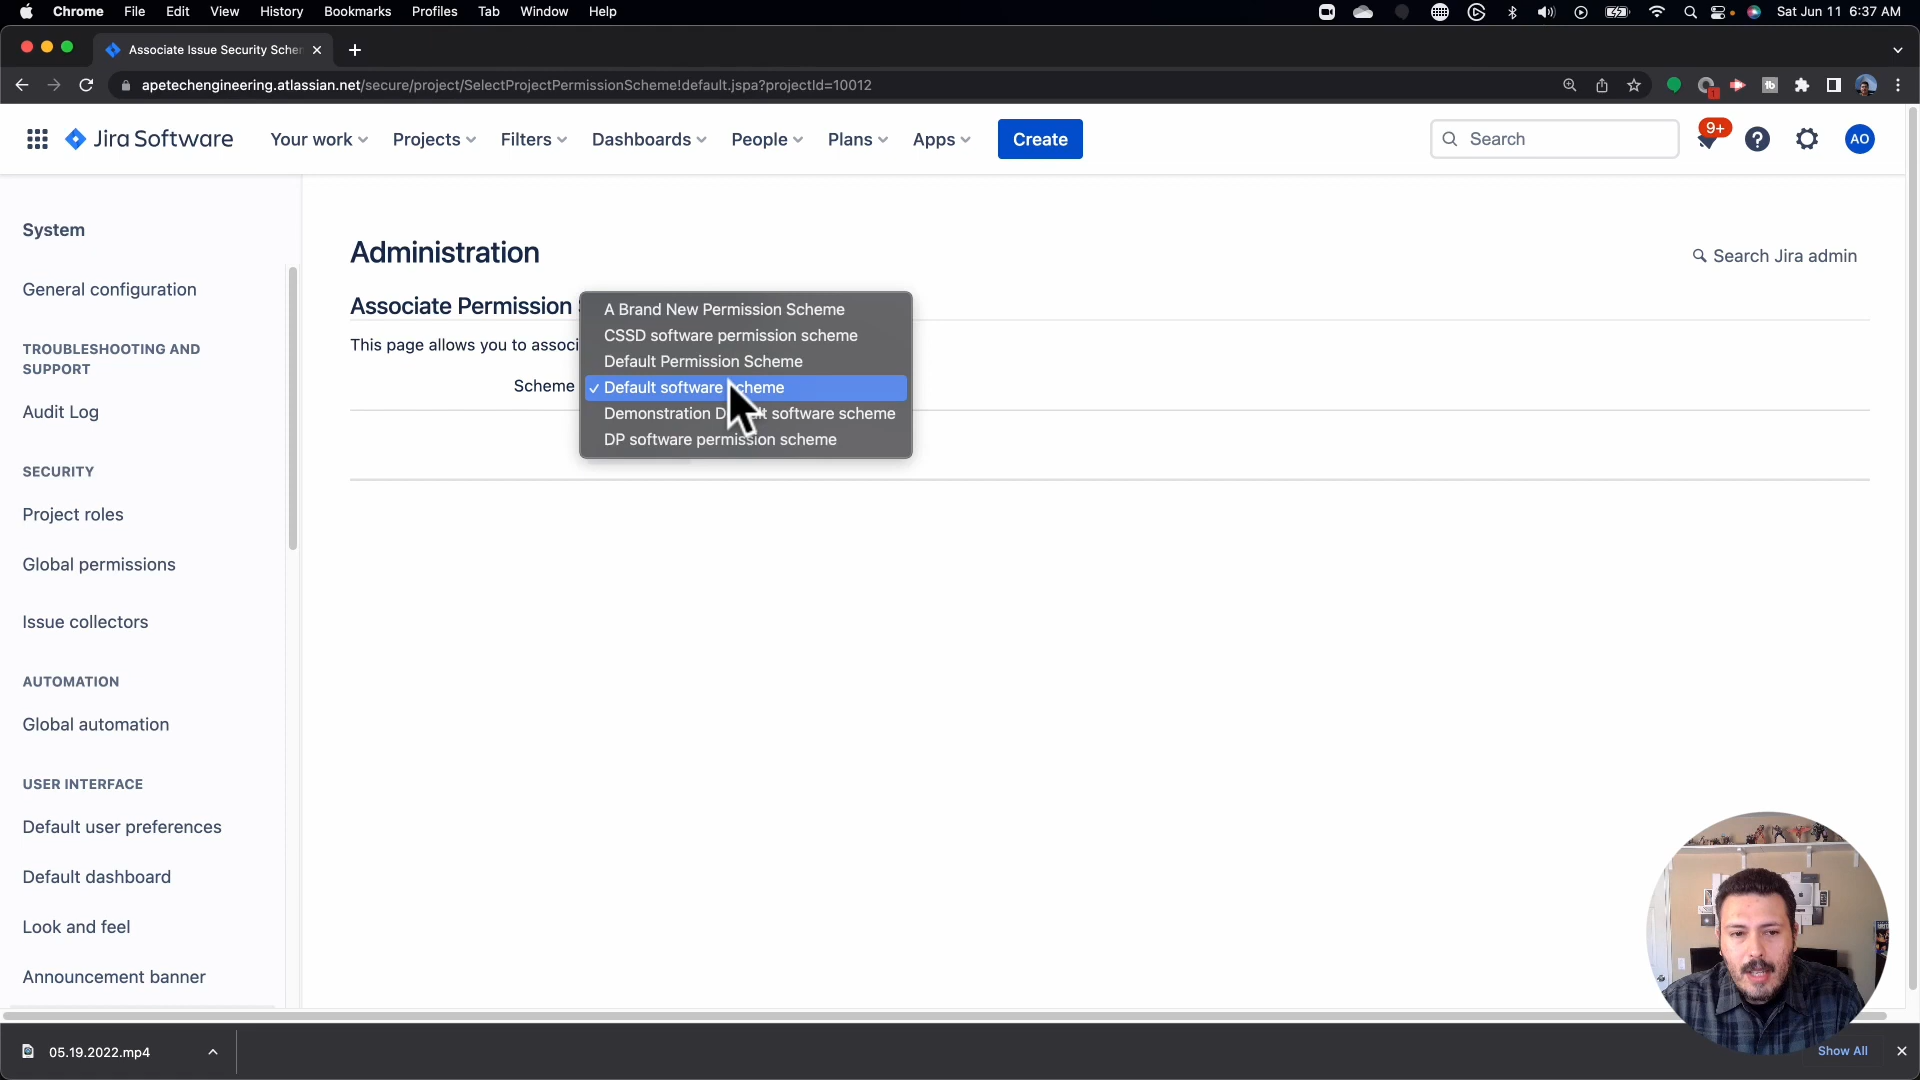 Chrome File Edit View History Bookmarks Profiles Tab Window Help Sat Jun 11 6:37 AM
Associate Issue Security Schem
apetechengineering.atlassian.net/secure/project/SelectProjectPermissionScheme!default.jspa?projectId=10012
Jira Software Your work Projects Filters Dashboards People Plans Apps Create Search 9+ AO
System
General configuration
TROUBLESHOOTING AND
SUPPORT
Audit Log
SECURITY
Project roles
Global permissions
Issue collectors
AUTOMATION
Global automation
USER INTERFACE
Default user preferences
Default dashboard
Look and feel
Announcement banner
Administration
Search Jira admin
Associate Permission
This page allows you to associ
Scheme
A Brand New Permission Scheme
CSSD software permission scheme
Default Permission Scheme
Default software scheme
Demonstration Default software scheme
DP software permission scheme
05.19.2022.mp4
Show All